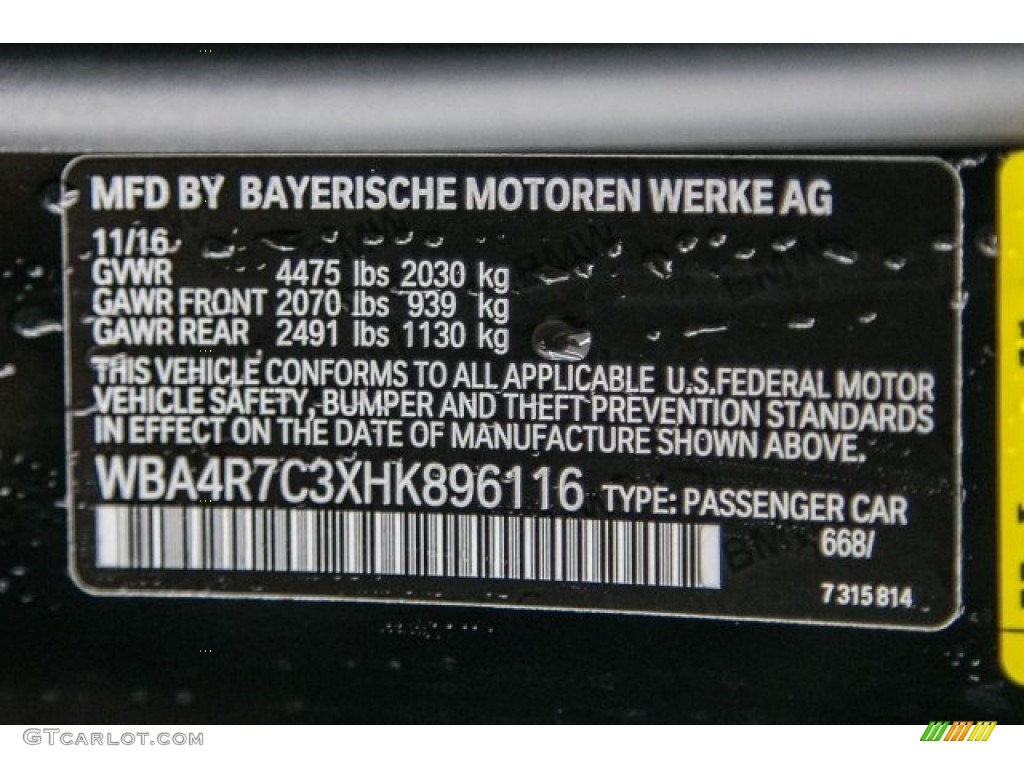 MFD BY BAYERISCHE MOTOREN WERKE AG
11/16
GVWR 4475 lbs 2030 kg
GAWR FRONT 2070 lbs 939 kg
GAWR REAR 2491 lbs 1130 kg
THIS VEHICLE CONFORMS TO ALL APPLICABLE U.S.FEDERAL MOTOR
VEHICLE SAFETY, BUMPER AND THEFT PREVENTION STANDARDS
IN EFFECT ON THE DATE OF MANUFACTURE SHOWN ABOVE.
WBA4R7C3XHK896116 TYPE: PASSENGER CAR
668/
7 315 814
GTCarlot.com